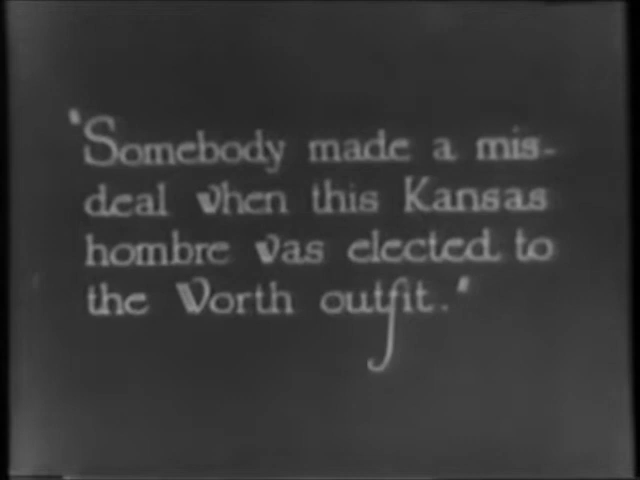 "Somebody made a mis-
deal when this Kansas
hombre was elected to
the Worth outfit."